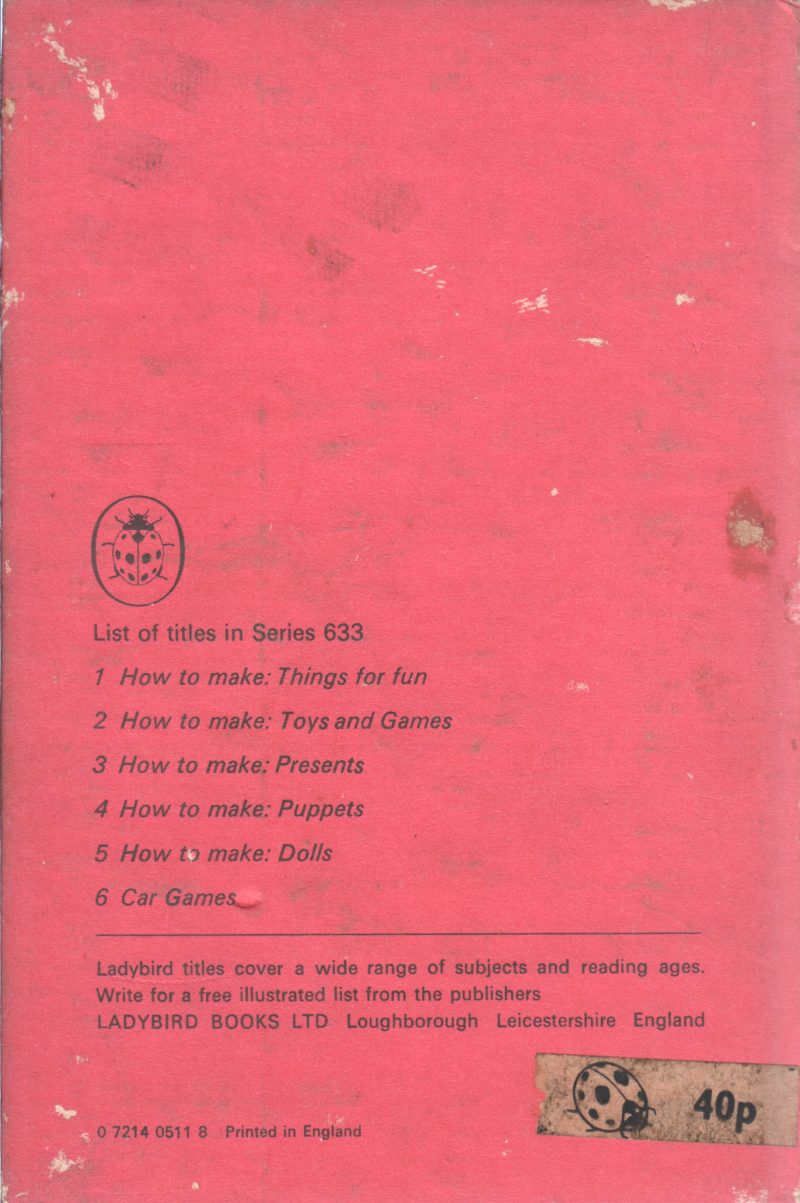 List of titles in Series 633
1 How to make: Things for fun
2 How to make: Toys and Games
3 How to make: Presents
4 How to make: Puppets
5 How to make: Dolls
6 Car Games
Ladybird titles cover a wide range of subjects and reading ages.
Write for a free illustrated list from the publishers
LADYBIRD BOOKS LTD Loughborough Leicestershire England
40p
0 7214 0511 8 Printed in England